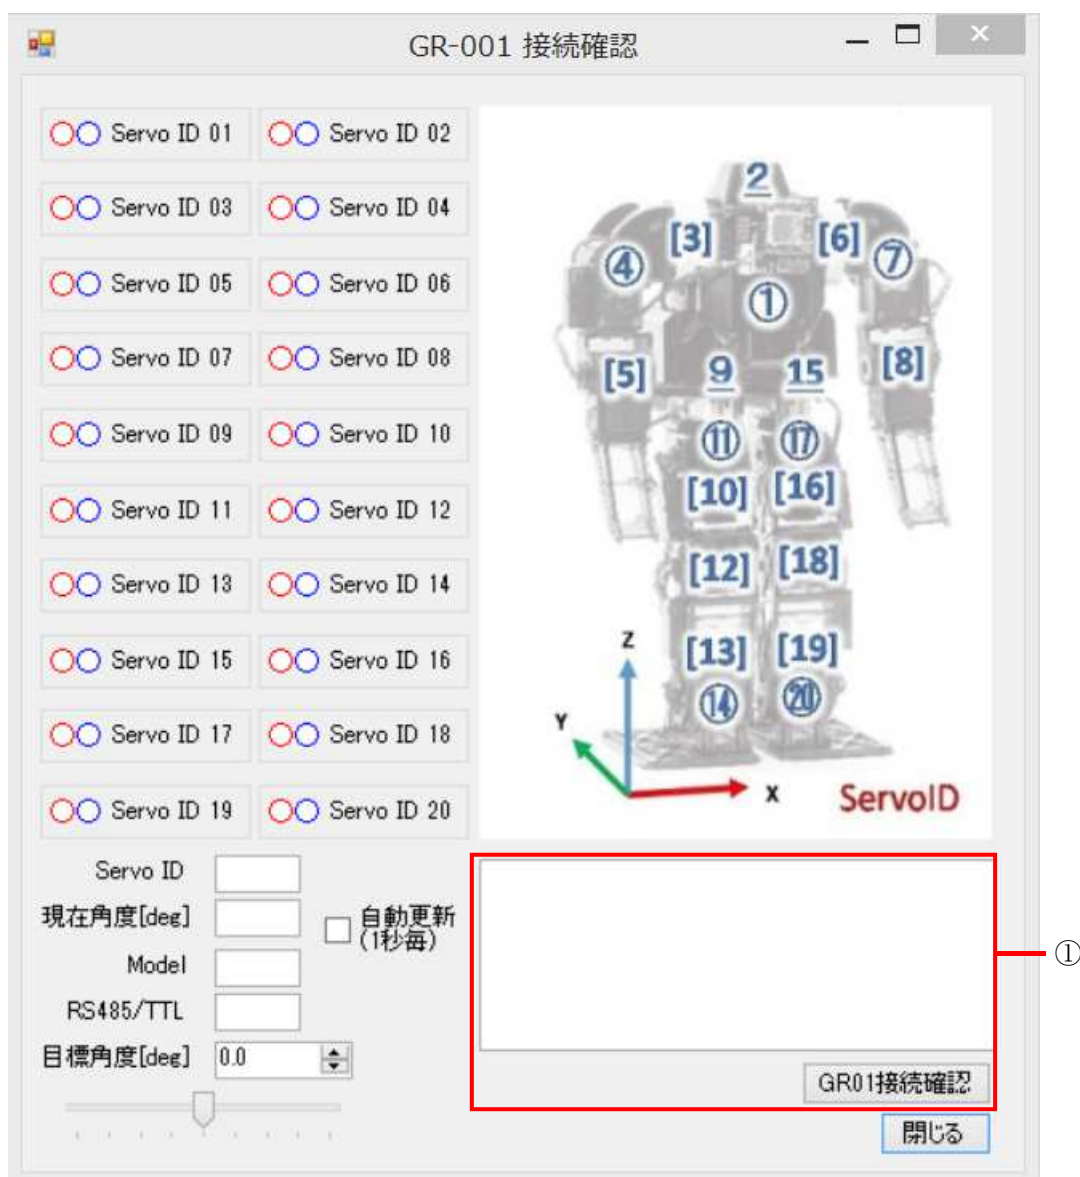 GR-001 接続確認
Servo ID 01 Servo ID 02
Servo ID 03 Servo ID 04
Servo ID 05 Servo ID 06
Servo ID 07 Servo ID 08
Servo ID 09 Servo ID 10
Servo ID 11 Servo ID 12
Servo ID 13 Servo ID 14
Servo ID 15 Servo ID 16
Servo ID 17 Servo ID 18
Servo ID 19 Servo ID 20
2
[3] [6]
④ ⑦
①
[5] 9 15 [8]
⑪ ⑰
[10] [16]
[12] [18]
[13] [19]
⑭ ⑳
Z
Y
X
ServoID
Servo ID
現在角度[deg]
自動更新
(1秒毎)
Model
RS485/TTL
目標角度[deg] 0.0
①
GR01接続確認
閉じる